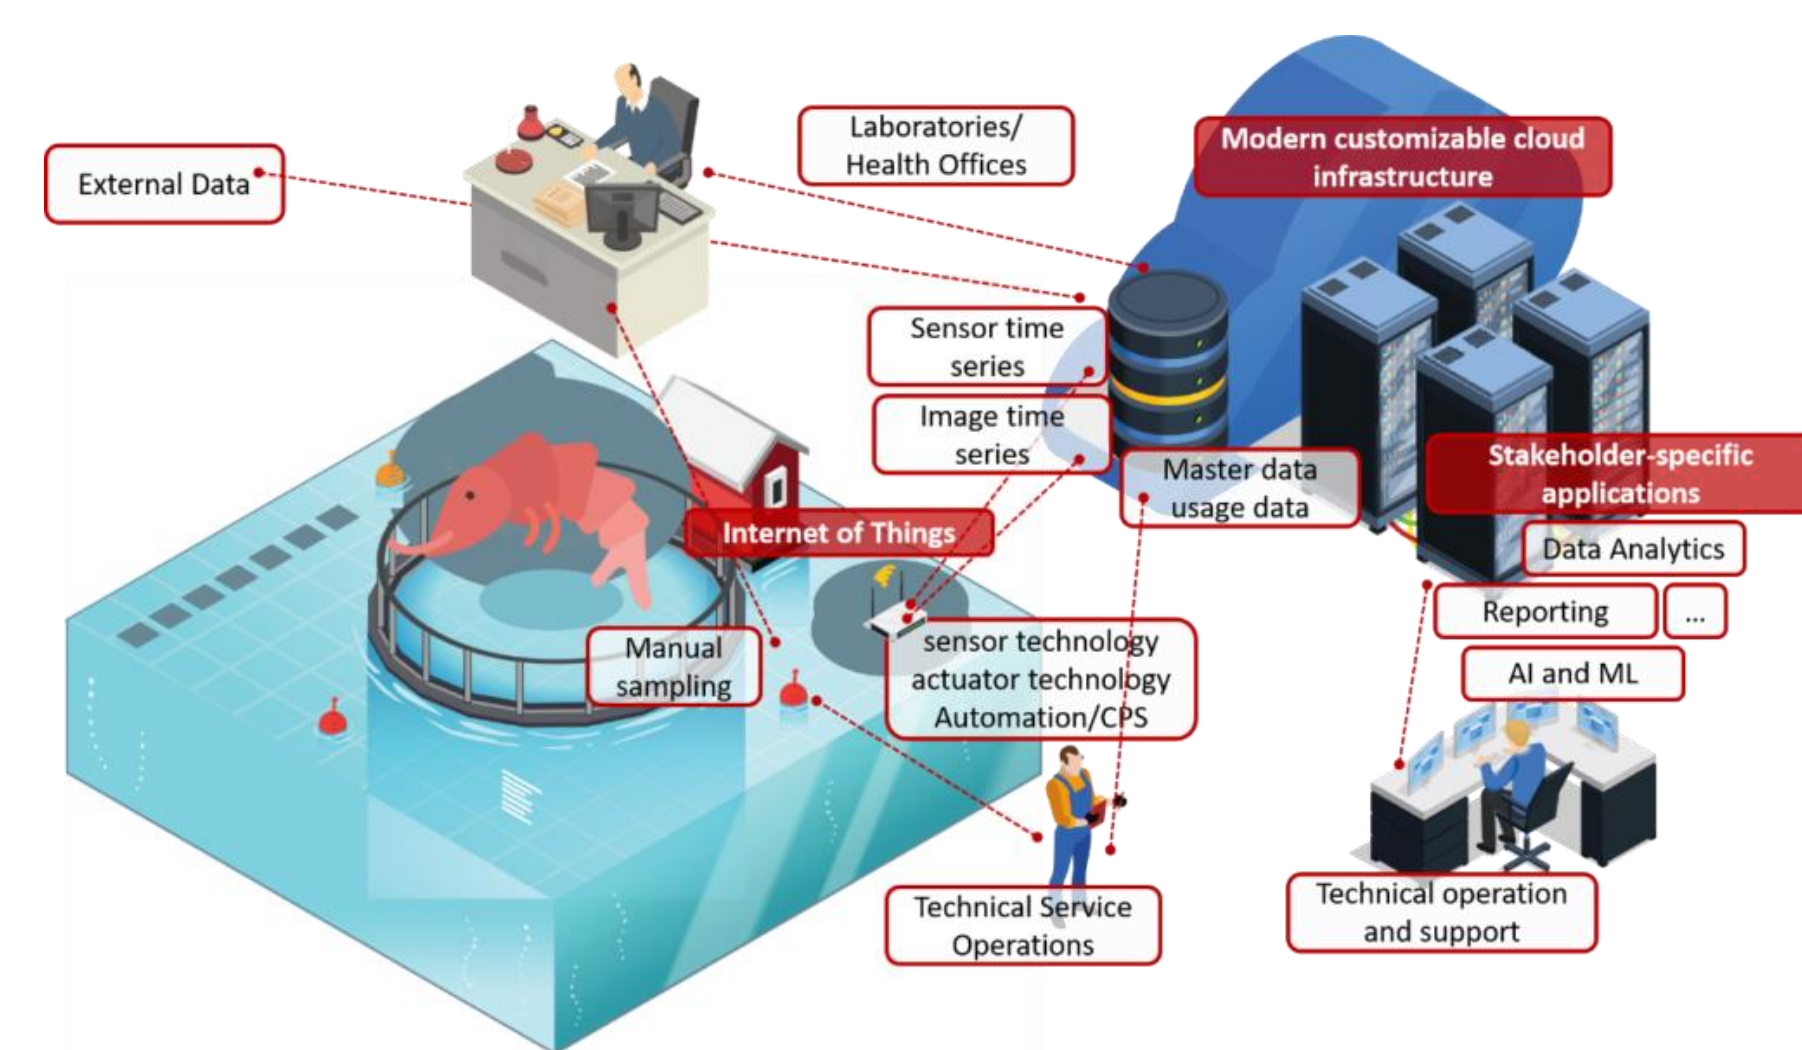 External Data
Laboratories/
Health Offices
Modern customizable cloud
infrastructure
Sensor time
series
Image time
series
Master data
usage data
Stakeholder-specific
applications
Data Analytics
Reporting
...
AI and ML
Internet of Things
Manual
sampling
sensor technology
actuator technology
Automation/CPS
Technical Service
Operations
Technical operation
and support